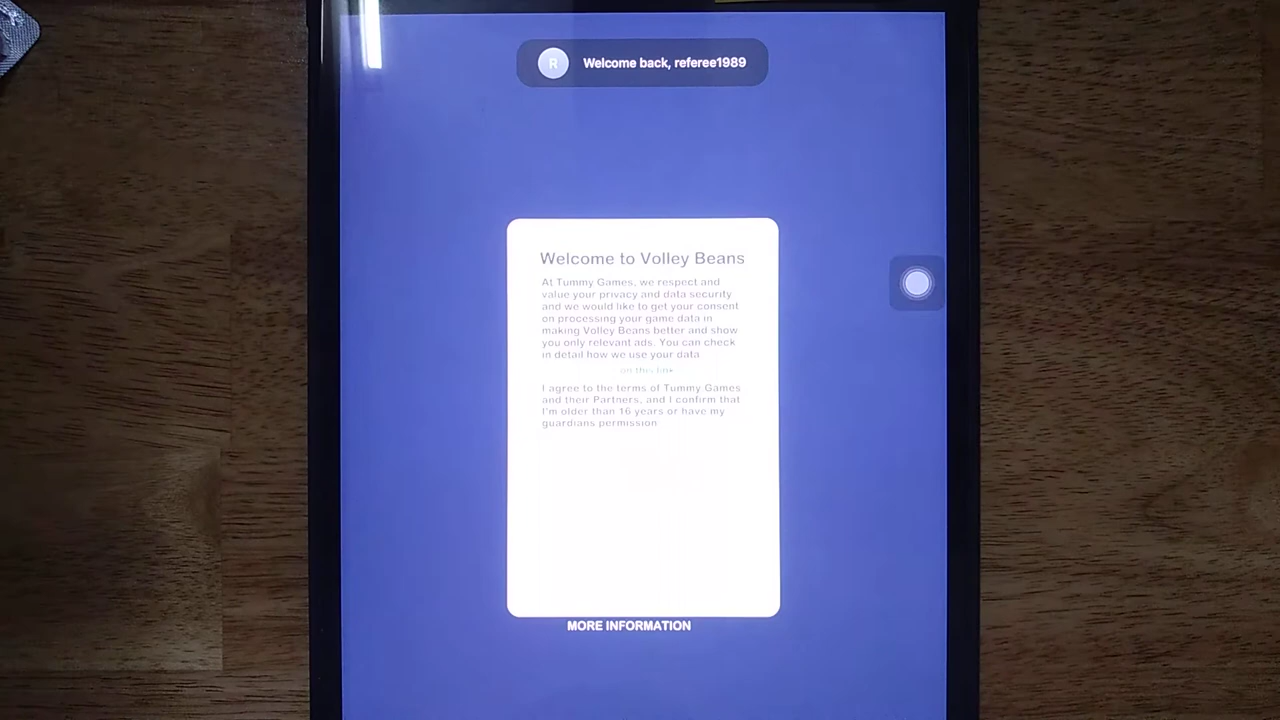 R
Welcome back, referee1989
Welcome to Volley Beans
At Tummy Games, we respect and
value your privacy and data security
and we would like to get your consent
on processing your game data in
making Volley Beans better and show
you only relevant ads. You can check
in detail how we use your data
on this link
I agree to the terms of Tummy Games
and their Partners, and I confirm that
I'm older than 16 years or have my
guardians permission
MORE INFORMATION